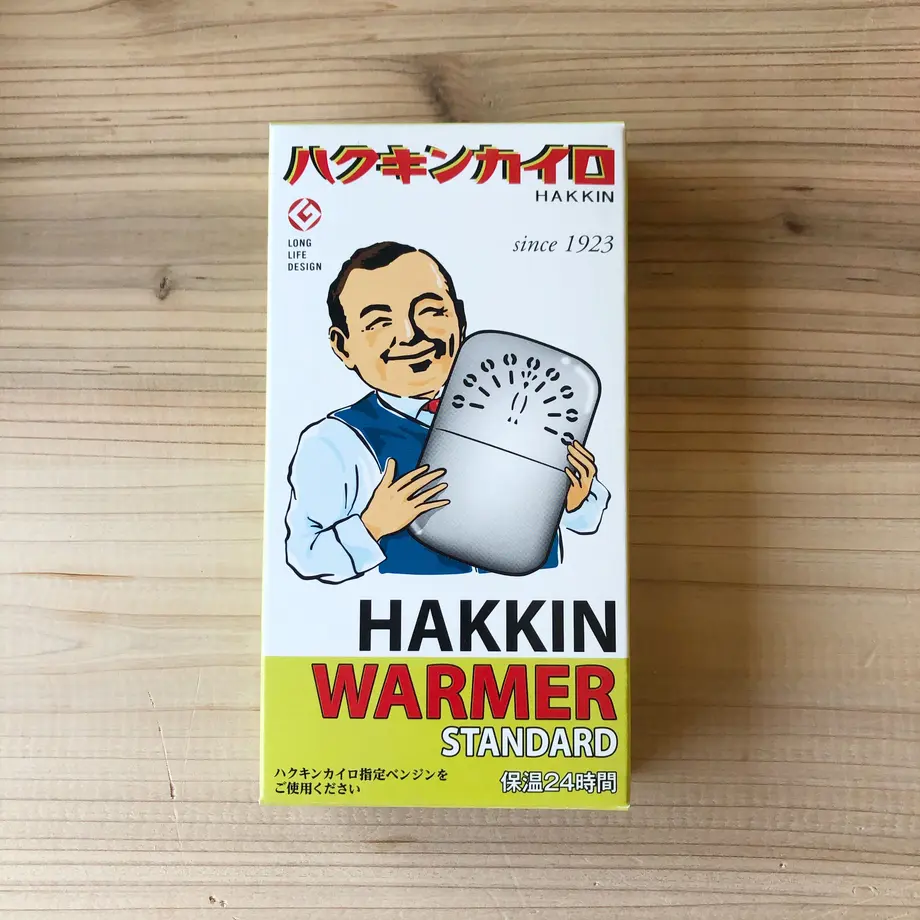 ハクキンカイロ
HAKKIN
LONG
LIFE
DESIGN
since 1923
HAKKIN
WARMER
STANDARD
ハクキンカイロ指定ベンジンを
ご使用ください
保温24時間